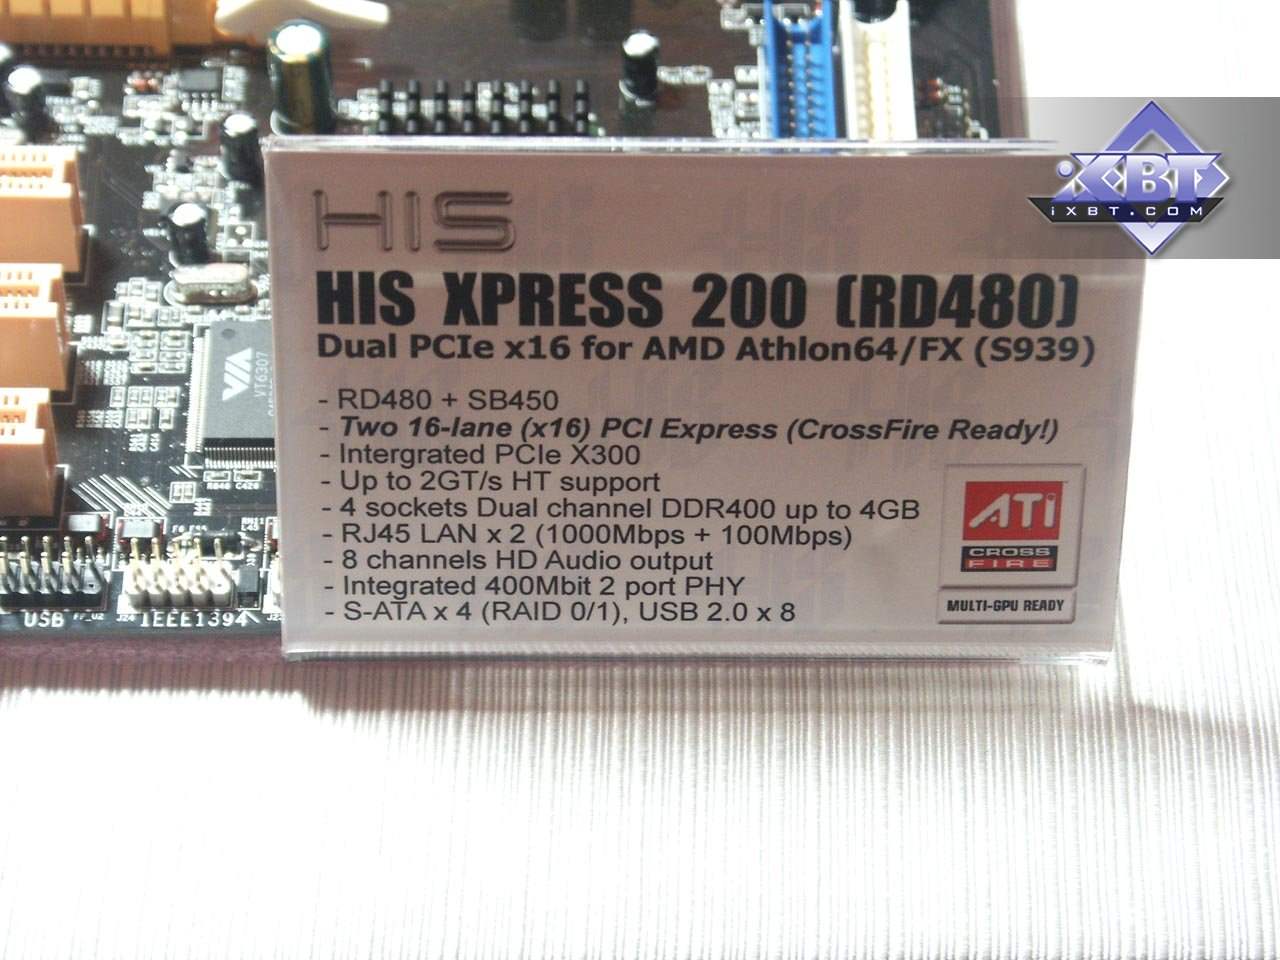 iXBT
iXBT.COM
HIS
HIS XPRESS 200 (RD480)
Dual PCIe x16 for AMD Athlon64/FX (S939)
- RD480 + SB450
- Two 16-lane (x16) PCI Express (CrossFire Ready!)
- Intergrated PCIe X300
- Up to 2GT/s HT support
- 4 sockets Dual channel DDR400 up to 4GB
- RJ45 LAN x 2 (1000Mbps + 100Mbps)
- 8 channels HD Audio output
- Integrated 400Mbit 2 port PHY
- S-ATA x 4 (RAID 0/1), USB 2.0 x 8
ATI
CROSS
FIRE
MULTI-GPU READY
VIA
VT6307
USB
J24
IEEE1394